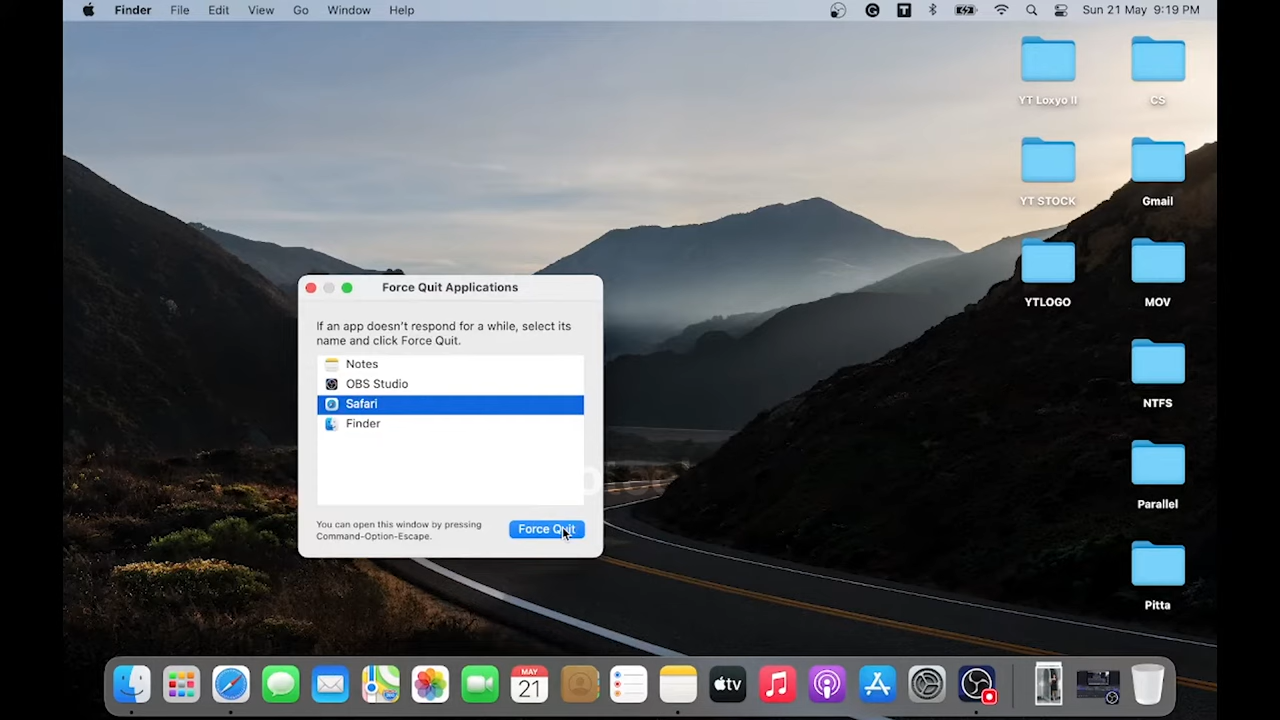 Finder File Edit View Go Window Help
Sun 21 May 9:19 PM
YT Loxyo II
CS
YT STOCK
Gmail
YTLOGO
MOV
NTFS
Parallel
Pitta
Force Quit Applications
If an app doesn't respond for a while, select its
name and click Force Quit.
Notes
OBS Studio
Safari
Finder
You can open this window by pressing
Command-Option-Escape.
Force Quit
MAY
21
tv